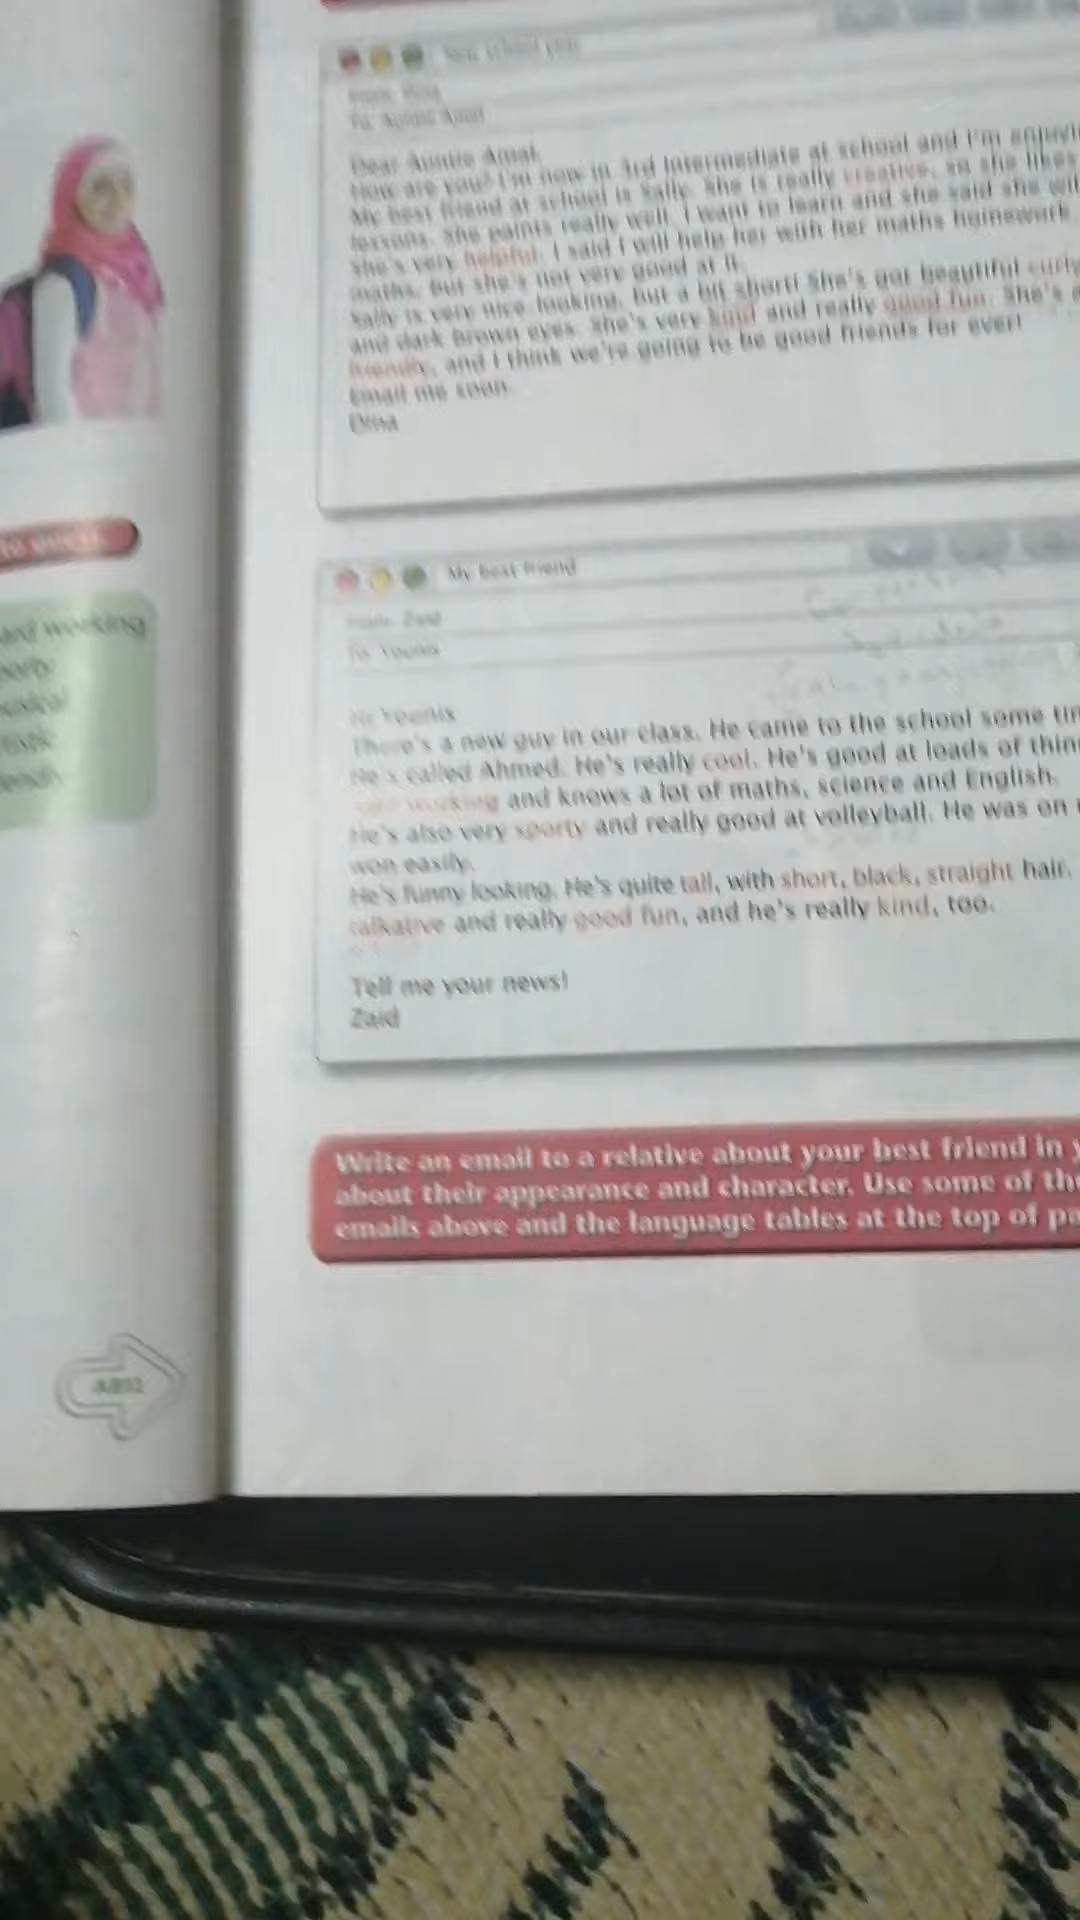 New school year
From: Dina
To: Auntie Amal
Dear Auntie Amal,
How are you? I'm now in 3rd Intermediate at school and I'm
My best friend at school is Sally. She is really creative, so she likes
lessons. She paints really well. I want to learn and she said she
She's very helpful. I said I will help her with her maths homework.
maths, but she's not very good at it.
Sally is very nice looking, but a bit short! She's got beautiful curly
and dark brown eyes. She's very kind and really good fun. She's
friendly, and I think we're going to be good friends for ever!
Email me soon.
Dina
My best friend
From: Zaid
To: Younis
Hi Younis
There's a new guy in our class. He came to the school some
He's called Ahmed. He's really cool. He's good at loads of
working and knows a lot of maths, science and English.
He's also very sporty and really good at volleyball. He was on
won easily.
He's funny looking. He's quite tall, with short, black, straight hair.
talkative and really good fun, and he's really kind, too.
Tell me your news!
Zaid
working
Write an email to a relative about your best friend in
about their appearance and character. Use some of the
emails above and the language tables at the top of